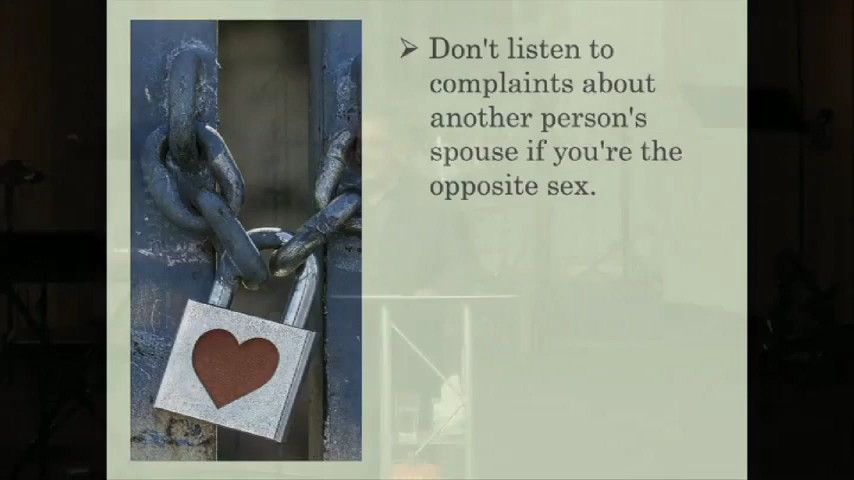 Don't listen to
complaints about
another person's
spouse if you're the
opposite sex.